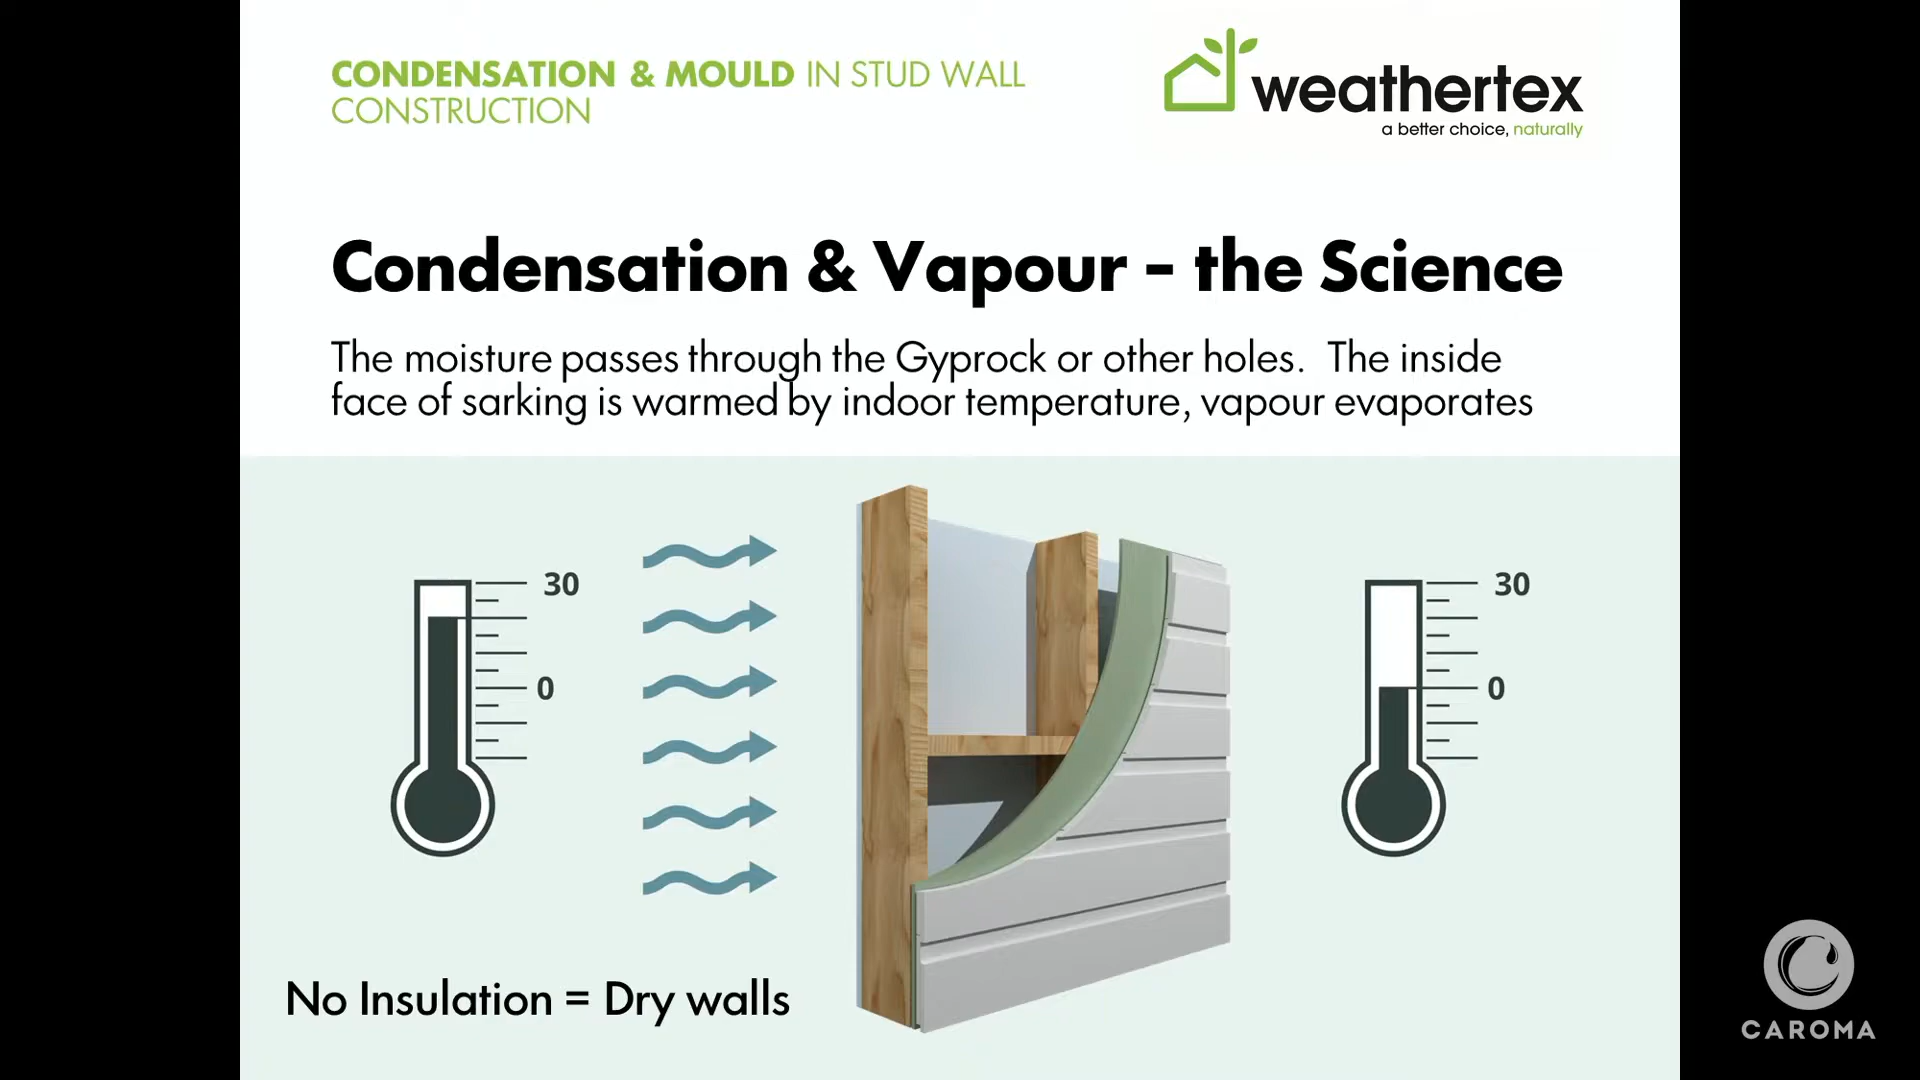 CONDENSATION & MOULD IN STUD WALL
CONSTRUCTION
weathertex
a better choice, naturally
Condensation & Vapour - the Science
The moisture passes through the Gyprock or other holes. The inside
face of sarking is warmed by indoor temperature, vapour evaporates
30
0
30
0
No Insulation = Dry walls
CAROMA